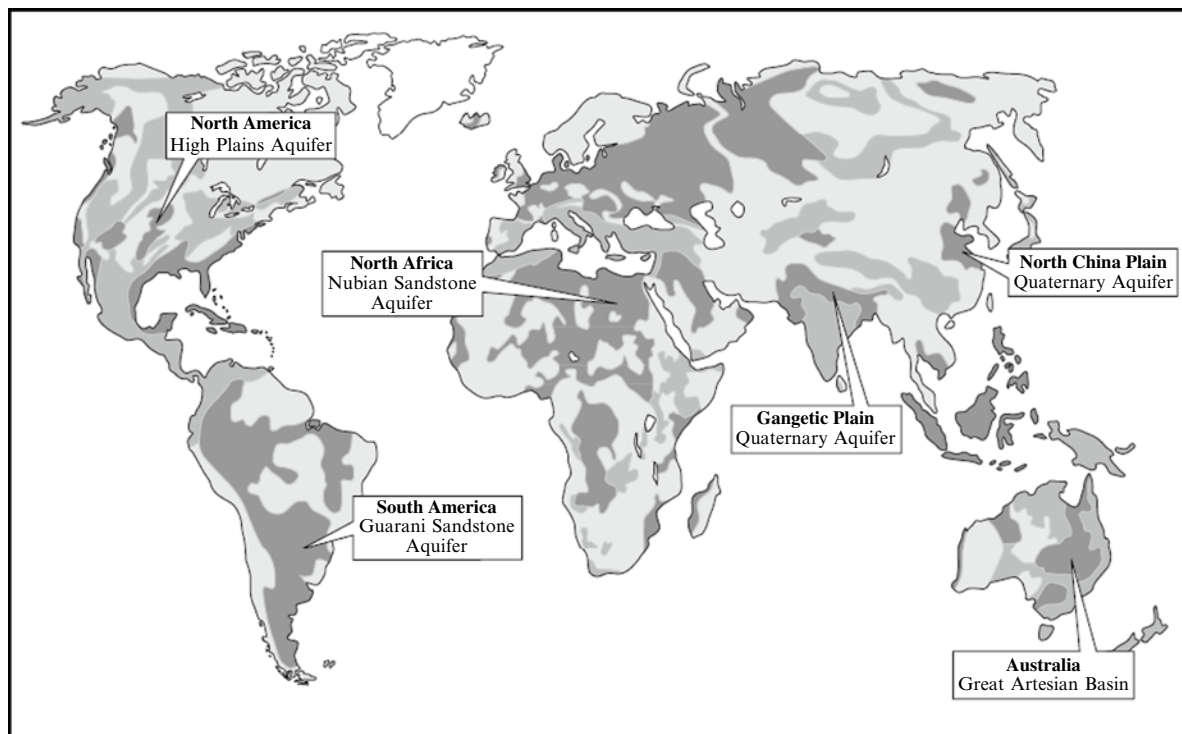 North America
High Plains Aquifer
North Africa
Nubian Sandstone
Aquifer
North China Plain
Quaternary Aquifer
Gangetic Plain
Quaternary Aquifer
South America
Guarani Sandstone
Aquifer
Australia
Great Artesian Basin